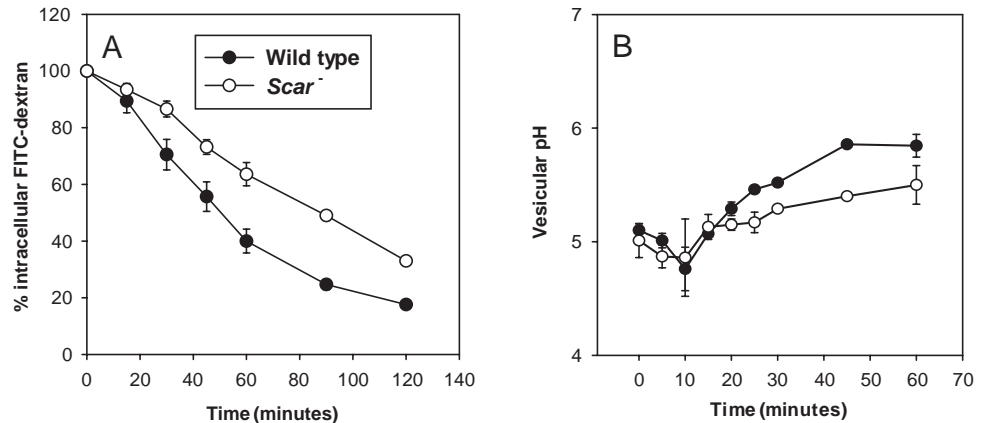 A
Wild type
Scar -
120
100
80
60
40
20
0
0 20 40 60 80 100 120 140
% intracellular FITC-dextran
Time (minutes)
B
7
6
5
4
0 10 20 30 40 50 60 70
Vesicular pH
Time (minutes)